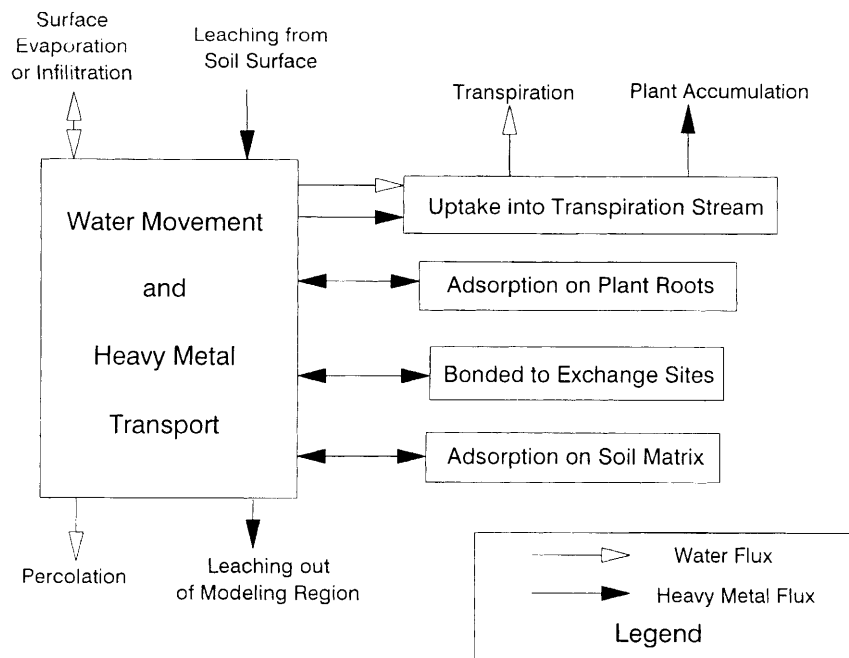 Surface
Evaporation
or Infilitration
Leaching from
Soil Surface
Transpiration
Plant Accumulation
Water Movement
and
Heavy Metal
Transport
Uptake into Transpiration Stream
Adsorption on Plant Roots
Bonded to Exchange Sites
Adsorption on Soil Matrix
Percolation
Leaching out
of Modeling Region
Water Flux
Heavy Metal Flux
Legend